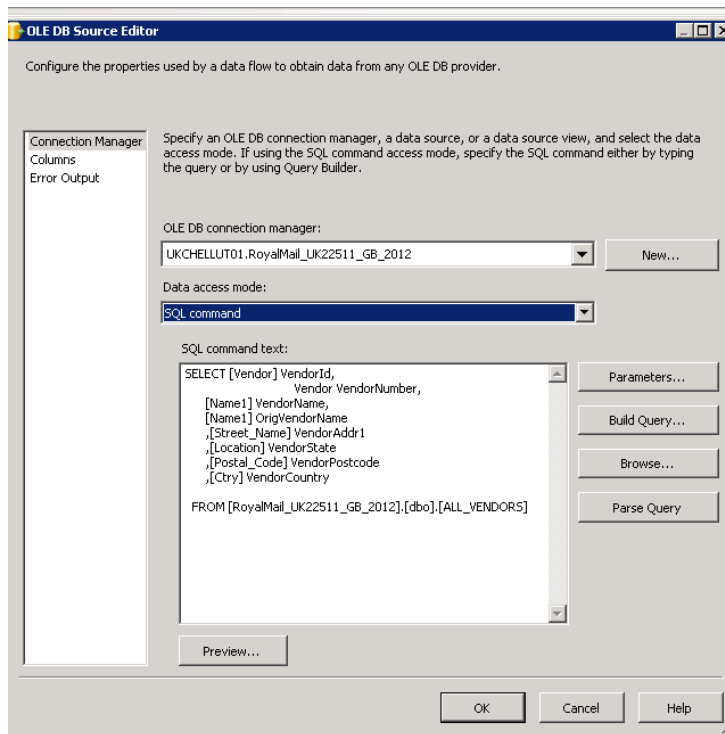 OLE DB Source Editor
Configure the properties used by a data flow to obtain data from any OLE DB provider.
Connection Manager
Columns
Error Output
Specify an OLE DB connection manager, a data source, or a data source view, and select the data
access mode. If using the SQL command access mode, specify the SQL command either by typing
the query or by using Query Builder.
OLE DB connection manager:
UKCHELLUT01.RoyalMail_UK22511_GB_2012
New...
Data access mode:
SQL command
SQL command text:
SELECT [Vendor] VendorId,
Vendor VendorNumber,
[Name1] VendorName,
[Name1] OrigVendorName
,[Street_Name] VendorAddr1
,[Location] VendorState
,[Postal_Code] VendorPostcode
,[Ctry] VendorCountry
FROM [RoyalMail_UK22511_GB_2012].[dbo].[ALL_VENDORS]
Parameters...
Build Query...
Browse...
Parse Query
Preview...
OK
Cancel
Help